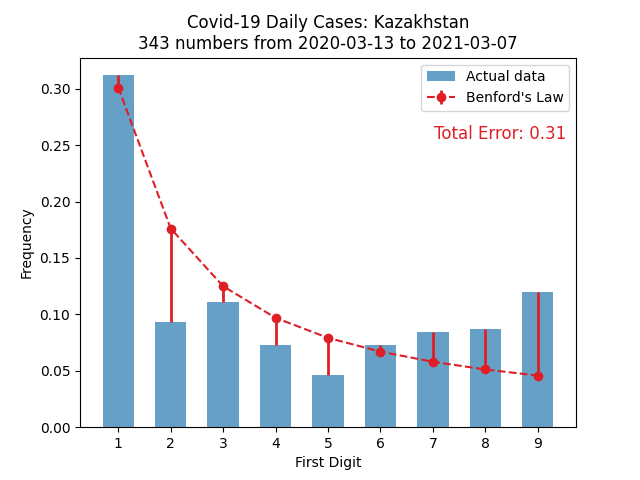 Covid-19 Daily Cases: Kazakhstan
343 numbers from 2020-03-13 to 2021-03-07
Actual data
Benford's Law
Total Error: 0.31
Frequency
0.30
0.25
0.20
0.15
0.10
0.05
0.00
1 2 3 4 5 6 7 8 9
First Digit